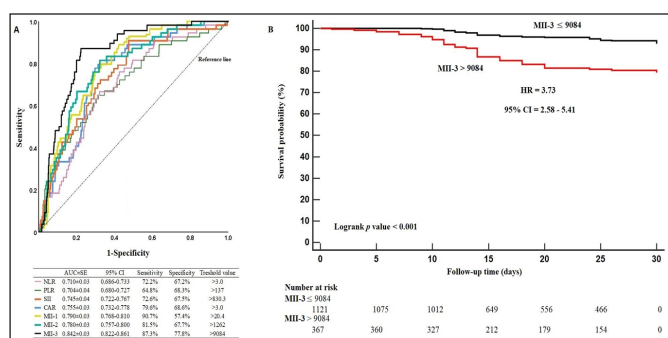 A
1.0
0.8
0.6
0.4
0.2
0
Sensitivity
Reference line
0.2 0.4 0.6 0.8 1.0
1-Specificity
AUC±SE 95% CI Sensitivity Specificity Treshold value
NLR 0.710±0.03 0.686-0.733 72.2% 67.2% >3.0
PLR 0.704±0.04 0.680-0.727 64.8% 68.3% >137
SII 0.745±0.04 0.722-0.767 72.6% 67.5% >830.3
CAR 0.755±0.03 0.732-0.778 79.6% 68.6% >3.0
MII-1 0.790±0.03 0.768-0.810 90.7% 57.4% >20.4
MII-2 0.780±0.03 0.757-0.800 81.5% 67.7% >1262
MII-3 0.842±0.03 0.822-0.861 87.3% 77.8% >9084
B
100
90
80
70
60
50
40
30
20
10
0
Survival probability (%)
MII-3 ≤ 9084
MII-3 > 9084
HR = 3.73
95% CI = 2.58 - 5.41
Logrank p value < 0.001
0 5 10 15 20 25 30
Follow-up time (days)
Number at risk
MII-3 ≤ 9084
1121 1075 1012 649 556 466 0
MII-3 > 9084
367 360 327 212 179 154 0